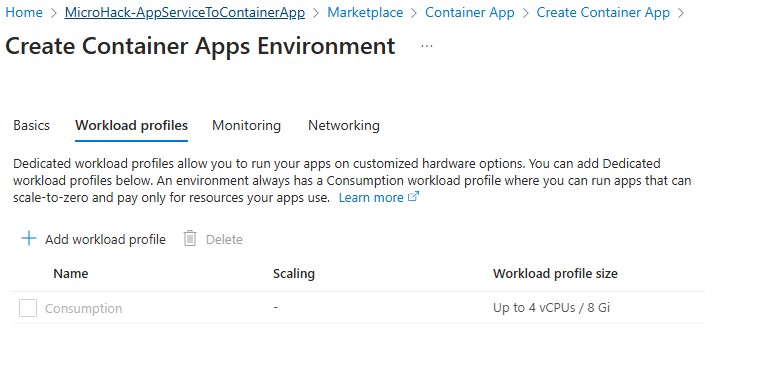 Home > MicroHack-AppServiceToContainerApp > Marketplace > Container App > Create Container App >
Create Container Apps Environment ...
Basics Workload profiles Monitoring Networking
Dedicated workload profiles allow you to run your apps on customized hardware options. You can add Dedicated
workload profiles below. An environment always has a Consumption workload profile where you can run apps that can
scale-to-zero and pay only for resources your apps use. Learn more
+ Add workload profile Delete
Name Scaling Workload profile size
Consumption - Up to 4 vCPUs / 8 Gi